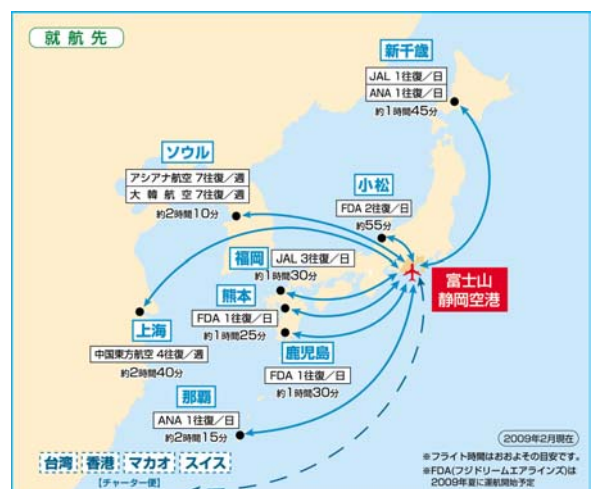 就航先
新千歳
JAL 1往復/日
ANA 1往復/日
約1時間45分
ソウル
アシアナ航空 7往復/週
大韓航空 7往復/週
約2時間10分
小松
FDA 2往復/日
約55分
福岡
JAL 3往復/日
約1時間30分
熊本
FDA 1往復/日
約1時間25分
富士山
静岡空港
上海
中国東方航空 4往復/週
約2時間40分
鹿児島
FDA 1往復/日
約1時間30分
那覇
ANA 1往復/日
約2時間15分
台湾 香港 マカオ スイス
【チャーター便】
(2009年2月現在)
※フライト時間はおおよその目安です。
※FDA(フジドリームエアラインズ)は
2009年夏に運航開始予定